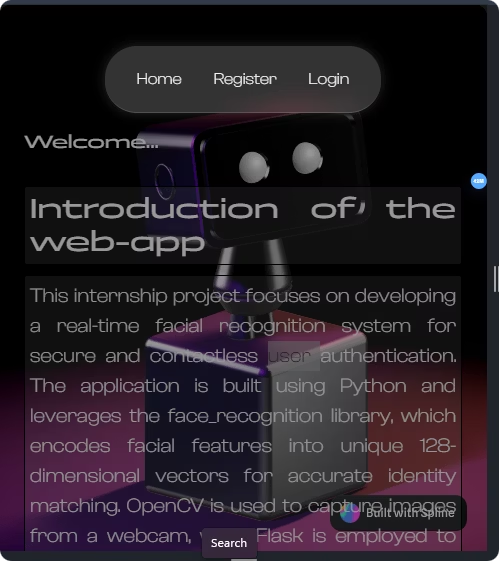 Home Register Login
Welcome...
Introduction of the
web-app
This internship project focuses on developing
a real-time facial recognition system for
secure and contactless user authentication.
The application is built using Python and
leverages the face_recognition library, which
encodes facial features into unique 128-
dimensional vectors for accurate identity
matching. OpenCV is used to capture images
Built with Spline
from a webcam, Flask is employed to
Search